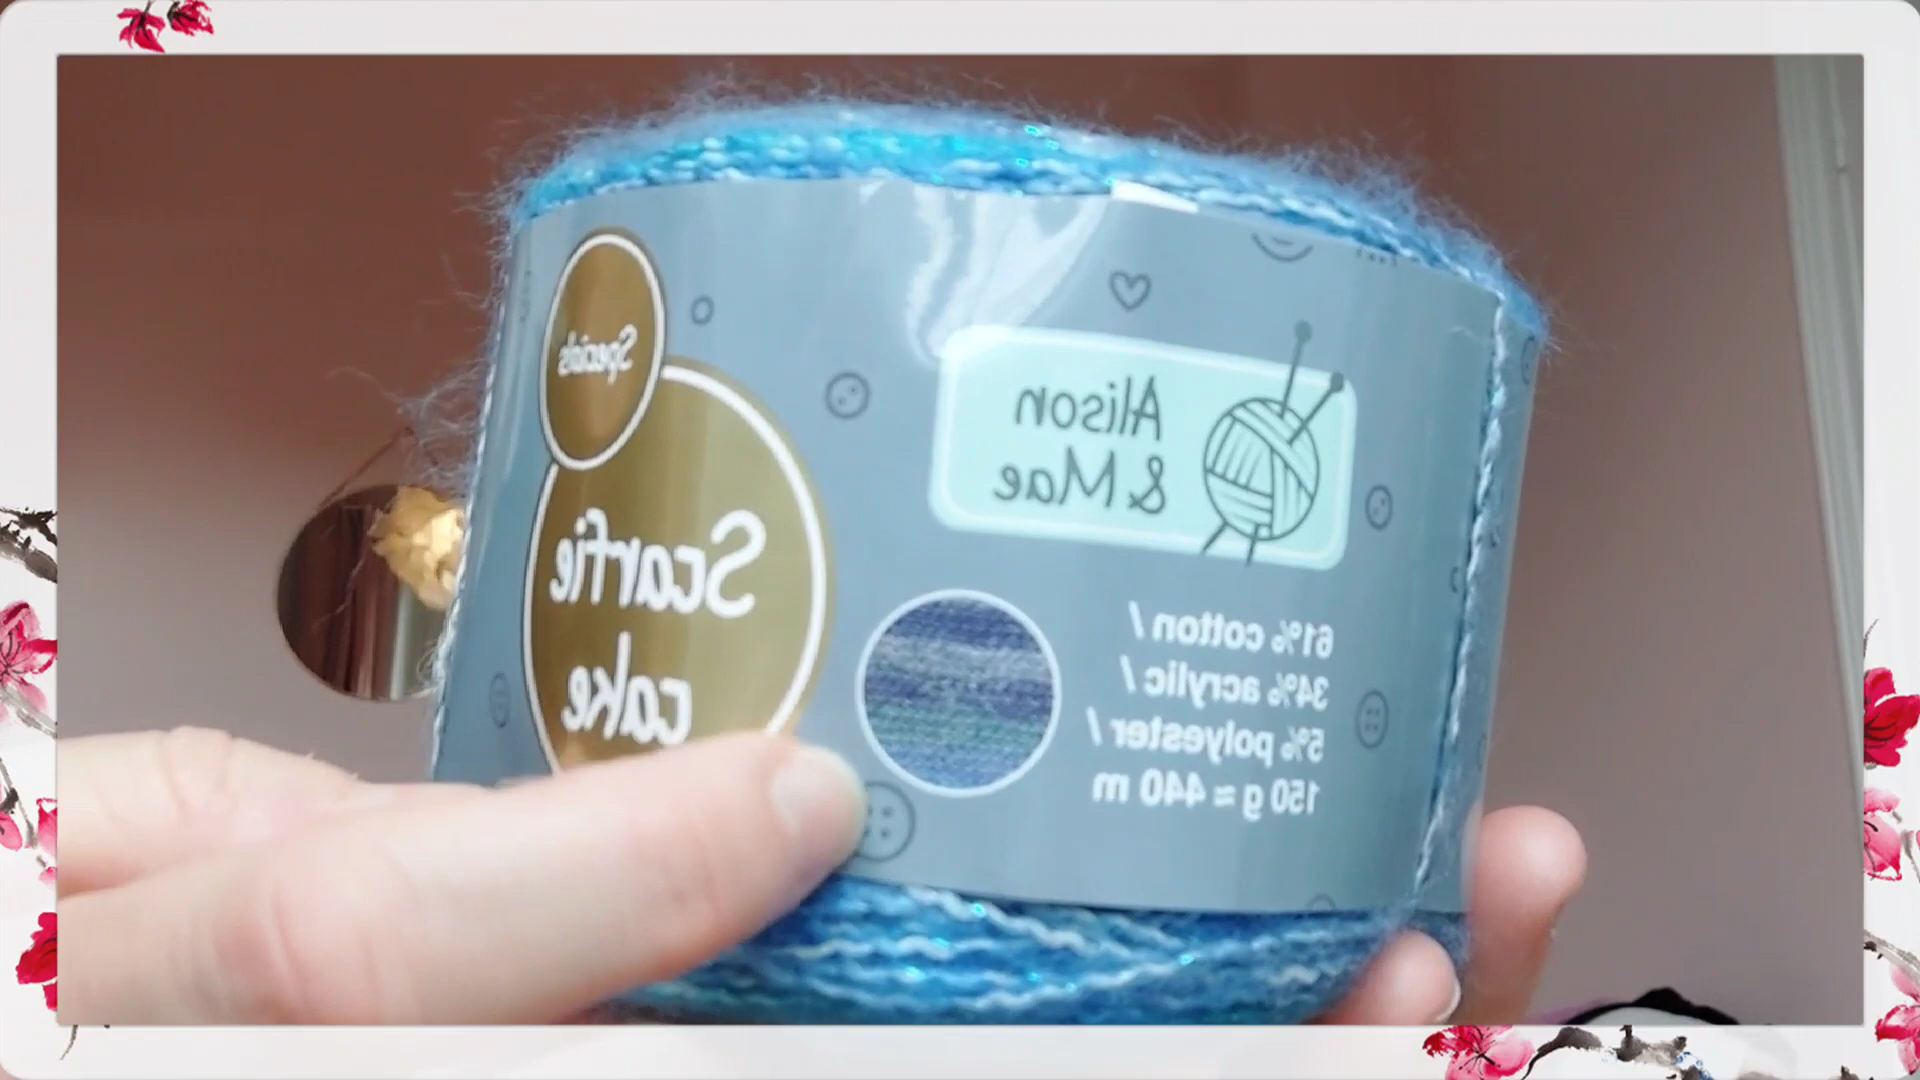 Specials
Scarfie
cake
Alison
& Mae
61% cotton /
34% acrylic /
5% polyester /
150 g ≈ 440 m